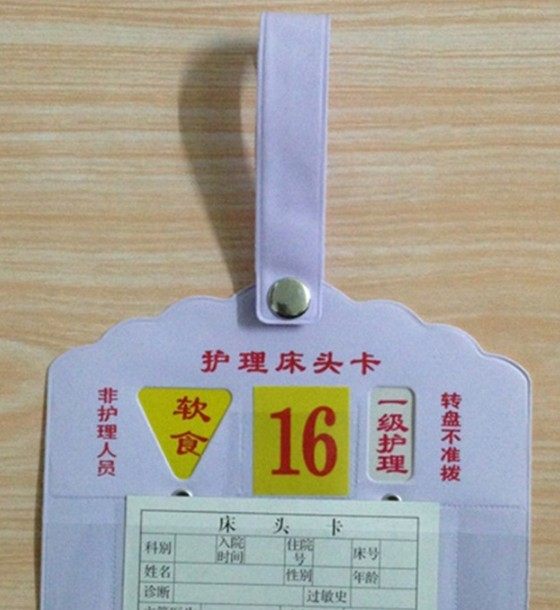 护理床头卡
非护理人员
软食
16
一级护理
转盘不准拨
床头卡
科别 入院时间 住院号 床号
姓名 性别 年龄
诊断 过敏史